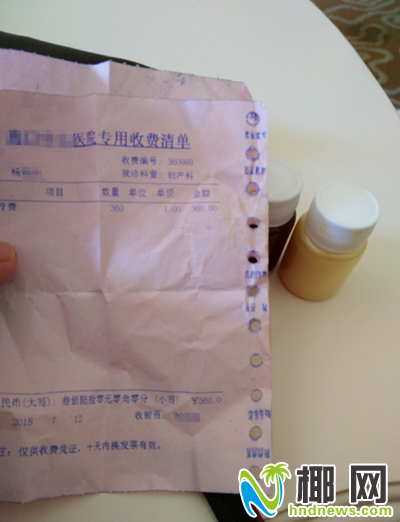 医院专用收费清单
收费编号: 360988
杨
就诊科室: 妇产科
项目 数量 单位 单价 金额
疗费 360 1.00 360.00
民币(大写): 叁佰陆拾零元零角零分 (小写) ¥360.0
2015 7 12 收银员:
注: 仅供收费凭证, 十天内换发票有效。
椰网
hndnews.com